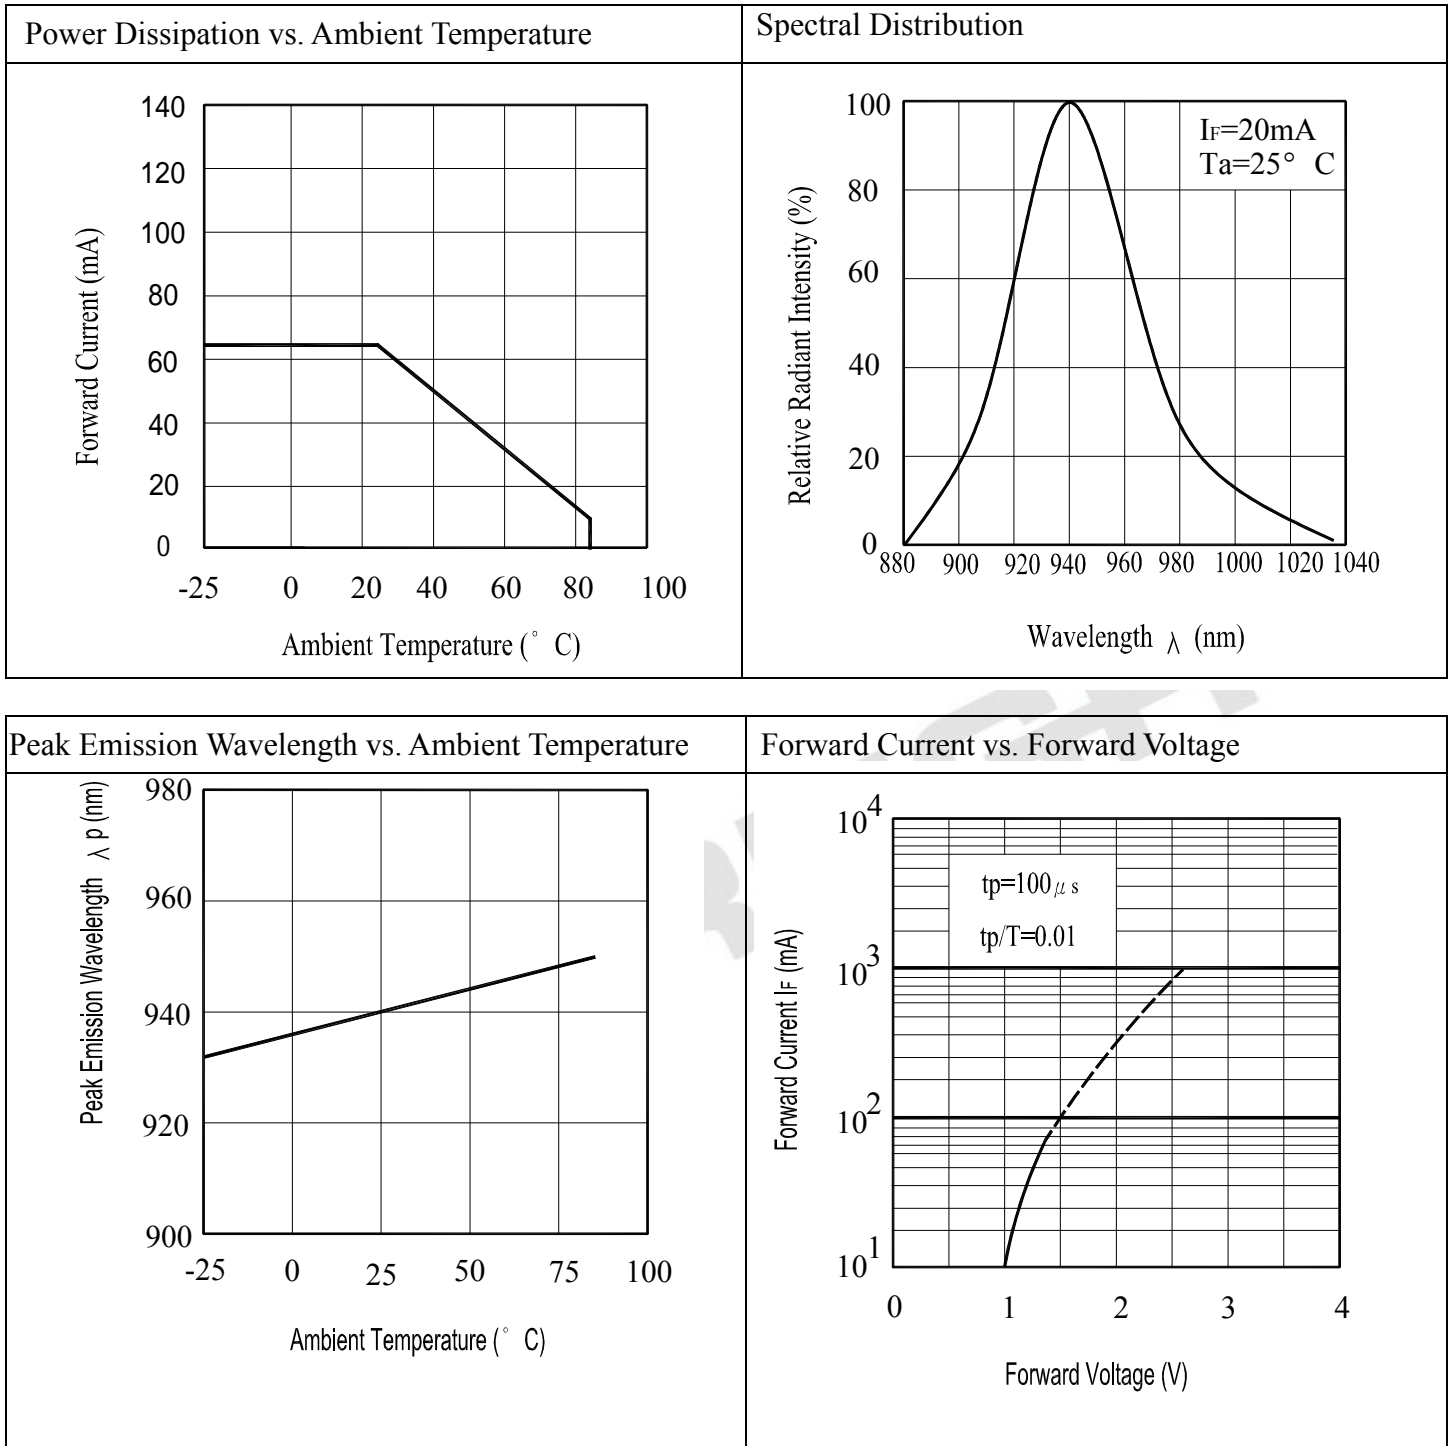 Power Dissipation vs. Ambient Temperature
140
120
100
80
60
40
20
0
-25 0 20 40 60 80 100
Forward Current (mA)
Ambient Temperature (° C)
Spectral Distribution
100
80
60
40
20
0
880 900 920 940 960 980 1000 1020 1040
IF=20mA
Ta=25° C
Relative Radiant Intensity (%)
Wavelength λ (nm)
Peak Emission Wavelength vs. Ambient Temperature
980
960
940
920
900
-25 0 25 50 75 100
Peak Emission Wavelength λ p (nm)
Ambient Temperature (° C)
Forward Current vs. Forward Voltage
10^4
10^3
10^2
10^1
0 1 2 3 4
tp=100μs
tp/T=0.01
Forward Current IF (mA)
Forward Voltage (V)